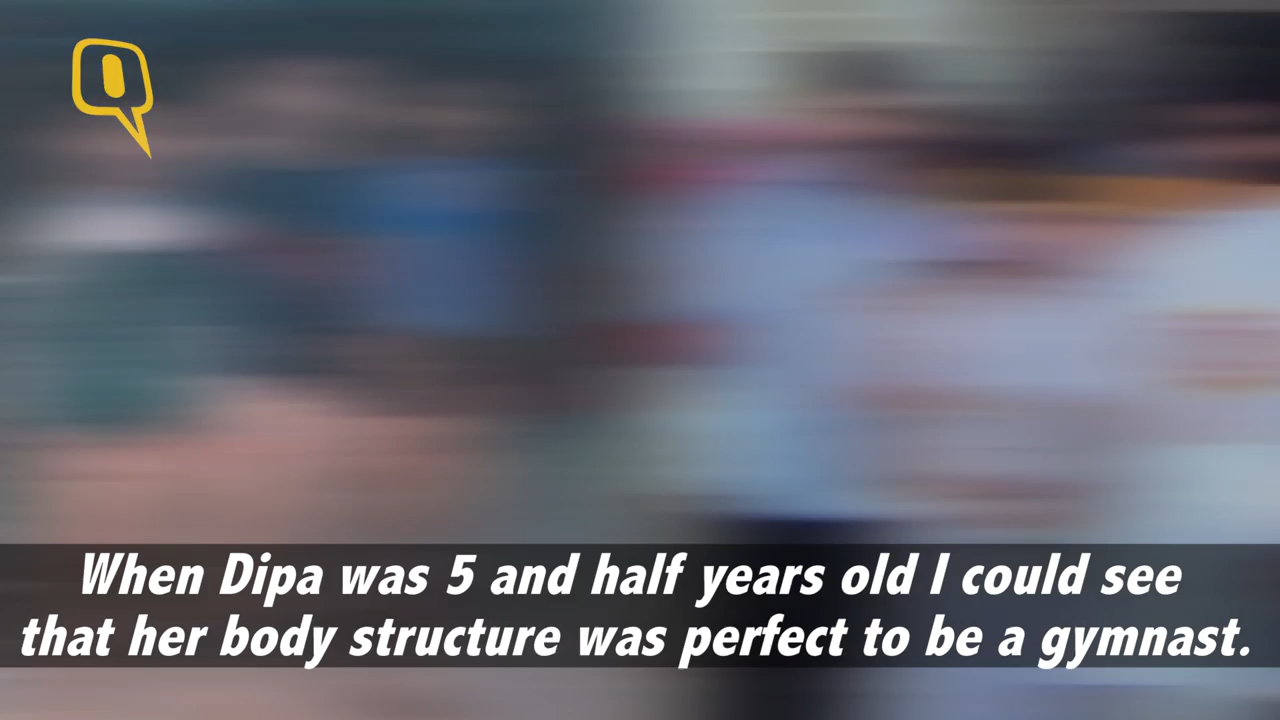 When Dipa was 5 and half years old I could see
that her body structure was perfect to be a gymnast.